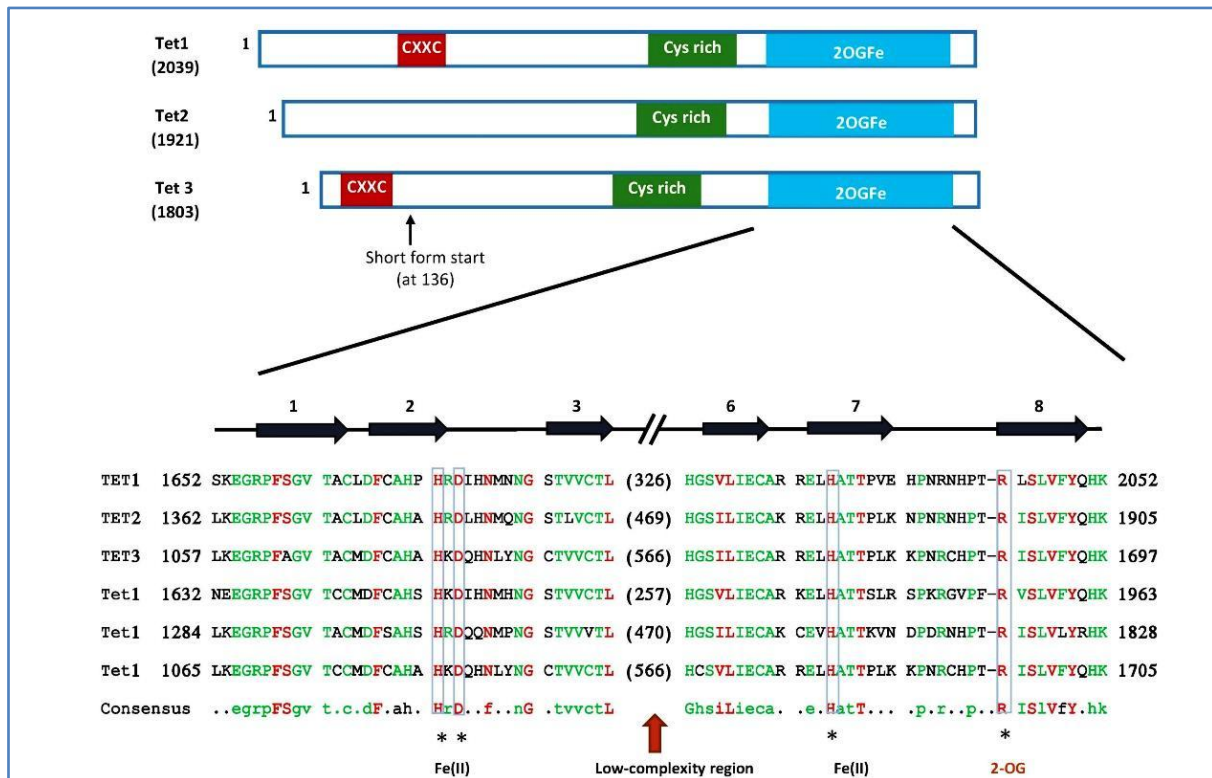 Tet1 1 CXXC Cys rich 2OGFe
(2039)
Tet2 1 Cys rich 2OGFe
(1921)
Tet 3 1 CXXC Cys rich 2OGFe
(1803)
Short form start
(at 136)
1 2 3 6 7 8
TET1 1652 SKEGRPFSGV TACLDFCAHP HRDIHNMNNG STVVCTL (326) HGSVLIECAR RELHATTPVE HPNRNHPT-R LSLVFYQHK 2052
TET2 1362 LKEGRPFSGV TACLDFCAHA HRDLHNMQNG STLVCTL (469) HGSILIECAK RELHATTPLK NPNRNHPT-R ISLVFYQHK 1905
TET3 1057 LKEGRPFAGV TACMDFCAHA HKDQHNLYNG CTVVCTL (566) HGSVLIECAR RELHATTPLK KPNRCHPT-R ISLVFYQHK 1697
Tet1 1632 NEEGRPFSGV TCCMDFCAHS HKDIHNMHNG STVVCTL (257) HGSVLIECAR KELHATTSLR SPKRGVPF-R VSLVFYQHK 1963
Tet1 1284 LKEGRPFSGV TACMDFSAHS HRDQQNMPNG STVVVTL (470) HGSILIECAK CEVHATTKVN DPDRNHPT-R ISLVLYRHK 1828
Tet1 1065 LKEGRPFSGV TCCMDFCAHA HKDQHNLYNG CTVVCTL (566) HCSVLIECAR RELHATTPLK KPNRCHPT-R ISLVFYQHK 1705
Consensus ..egrpFSgv t.c.dF.ah. HrD..f..nG tvvctL GhsiLieca. .e.HatT.... .p.r..p..R ISlVfY.hk
* * * *
Fe(II) Low-complexity region Fe(II) 2-OG